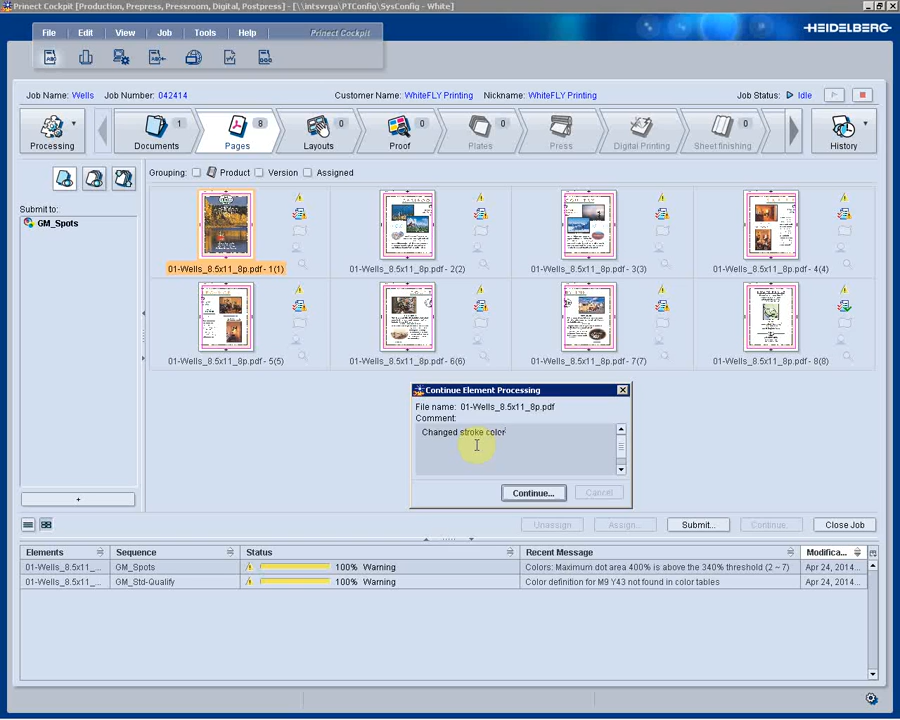 Prinect Cockpit [Production, Prepress, Pressroom, Digital, Postpress] - [\\intsvrga\PTConfig\SysConfig - White]
File Edit View Job Tools Help Prinect Cockpit
HEIDELBERG
Job Name: Wells Job Number: 042414 Customer Name: WhiteFLY Printing Nickname: WhiteFLY Printing Job Status: Idle
1 8 0 0 0 0
Processing Documents Pages Layouts Proof Plates Press Digital Printing Sheet finishing History
Grouping: Product Version Assigned
Submit to:
GM_Spots
01-Wells_8.5x11_8p.pdf - 1(1) 01-Wells_8.5x11_8p.pdf - 2(2) 01-Wells_8.5x11_8p.pdf - 3(3) 01-Wells_8.5x11_8p.pdf - 4(4)
01-Wells_8.5x11_8p.pdf - 5(5) 01-Wells_8.5x11_8p.pdf - 6(6) 01-Wells_8.5x11_8p.pdf - 7(7) 01-Wells_8.5x11_8p.pdf - 8(8)
Continue Element Processing
File name: 01-Wells_8.5x11_8p.pdf
Comment:
Changed stroke color
Continue... Cancel
+
Unassign Assign... Submit... Continue... Close Job
Elements Sequence Status Recent Message Modifica...
01-Wells_8.5x11_... GM_Spots 100% Warning Colors: Maximum dot area 400% is above the 340% threshold (2 ~ 7) Apr 24, 2014...
01-Wells_8.5x11_... GM_Std-Qualify 100% Warning Color definition for M9 Y43 not found in color tables Apr 24, 2014...